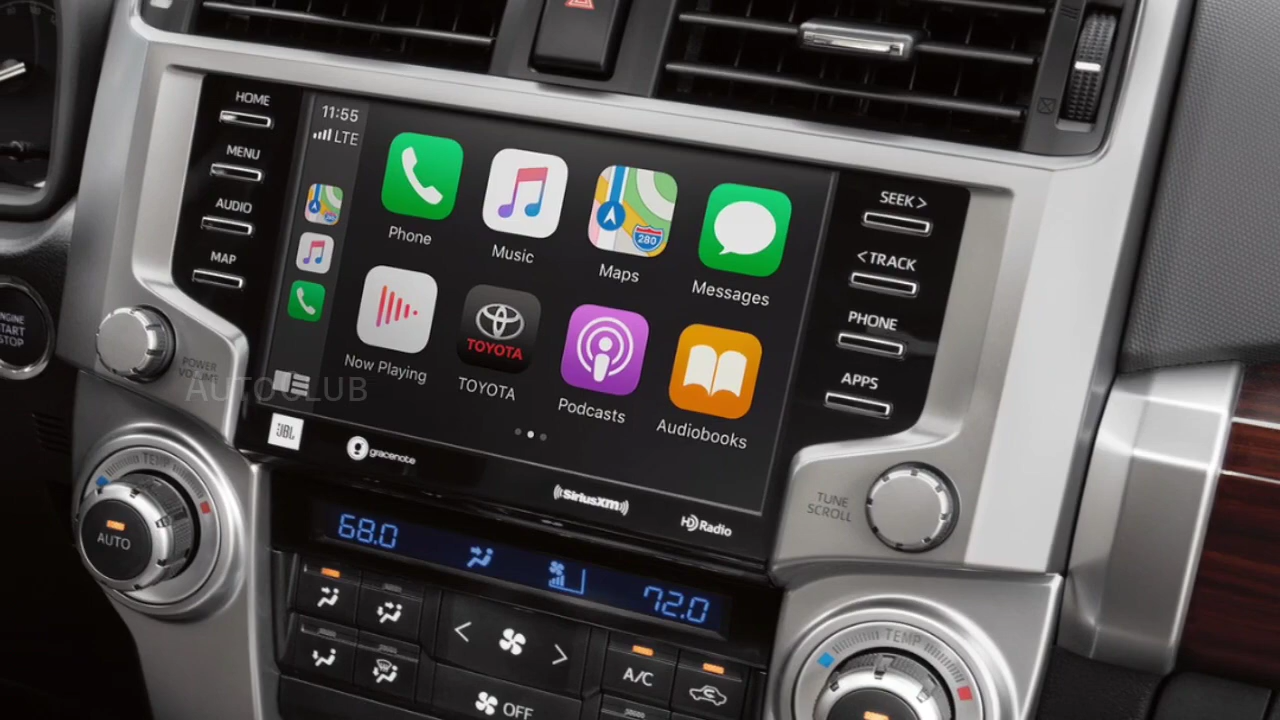 HOME
MENU
AUDIO
MAP
POWER
VOLUME
ENGINE
START
STOP
11:55
LTE
Phone
Music
Maps
280
Messages
Now Playing
TOYOTA
TOYOTA
Podcasts
Audiobooks
SEEK >
< TRACK
PHONE
APPS
TUNE
SCROLL
AUTO CLUB
JBL
gracenote
((SiriusXm))
HD Radio
TEMP
AUTO
68.0
72.0
< >
A/C
OFF
TEMP